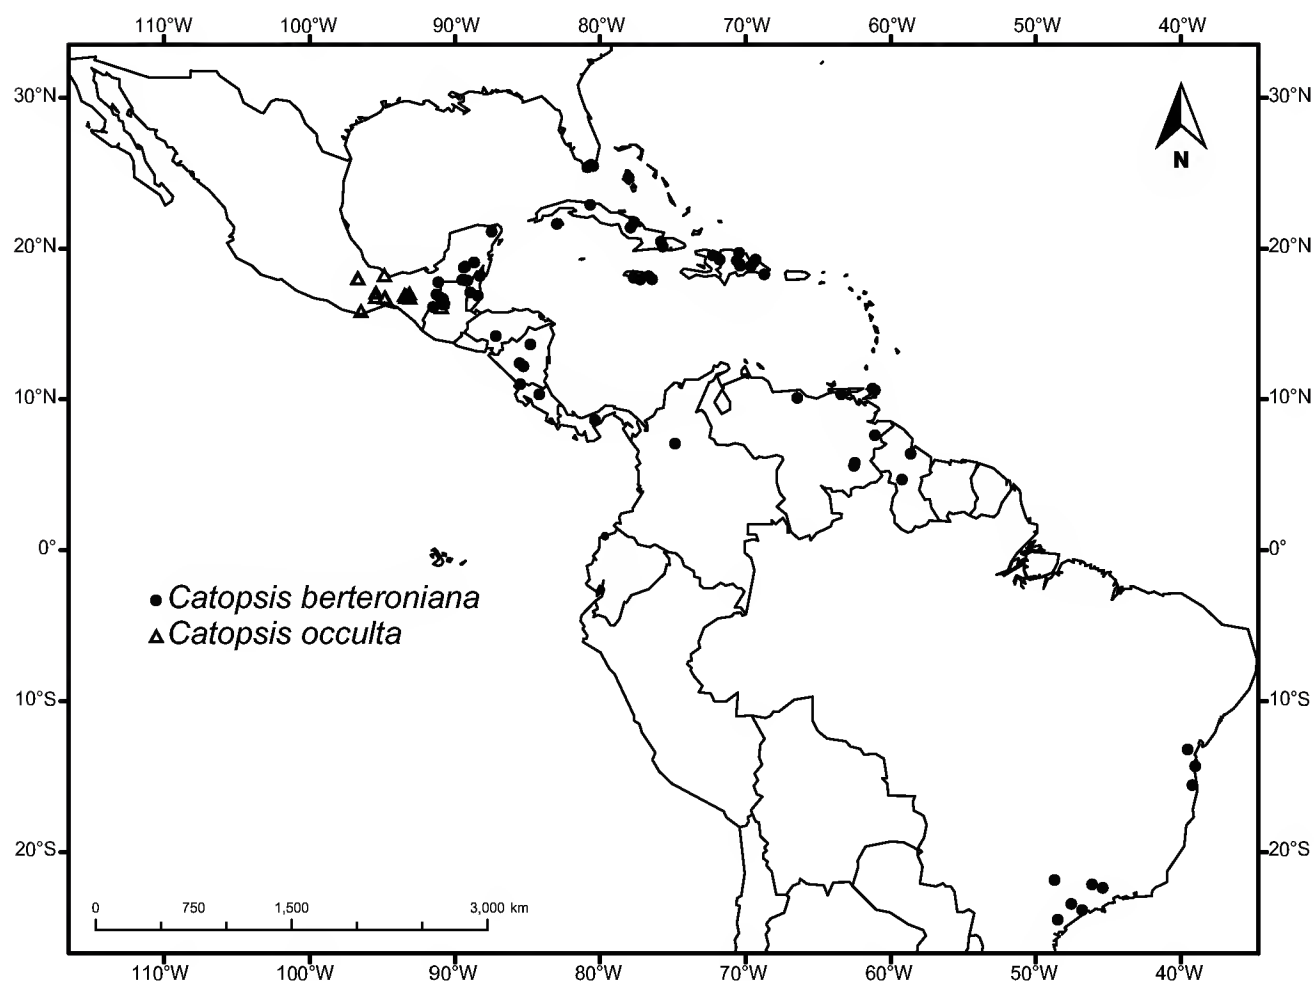 110°W 100°W 90°W 80°W 70°W 60°W 50°W 40°W
30°N 30°N
N
20°N 20°N
10°N 10°N
0° 0°
Catopsis berteroniana
Catopsis occulta
10°S 10°S
20°S 20°S
0 750 1,500 3,000 km
110°W 100°W 90°W 80°W 70°W 60°W 50°W 40°W